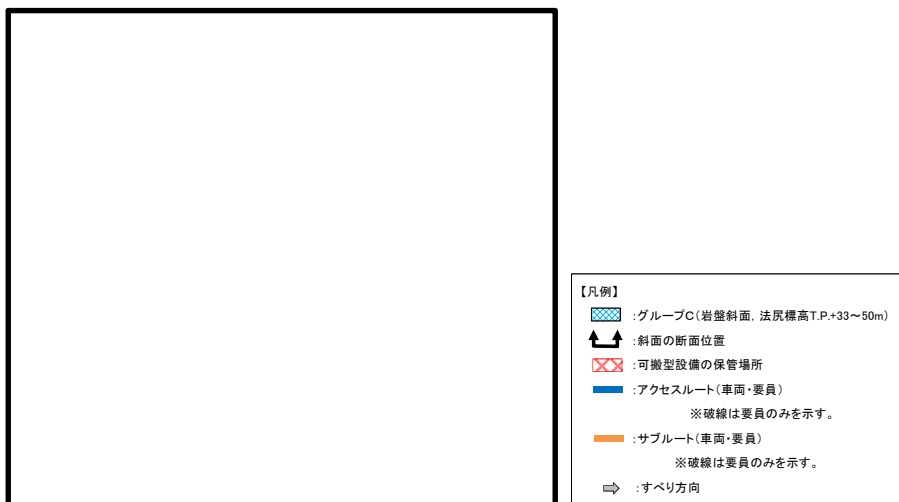 【凡例】
:グループC(岩盤斜面, 法尻標高T.P.+33~50m)
:斜面の断面位置
:可搬型設備の保管場所
:アクセスルート(車両・要員)
※破線は要員のみを示す。
:サブルート(車両・要員)
※破線は要員のみを示す。
:すべり方向